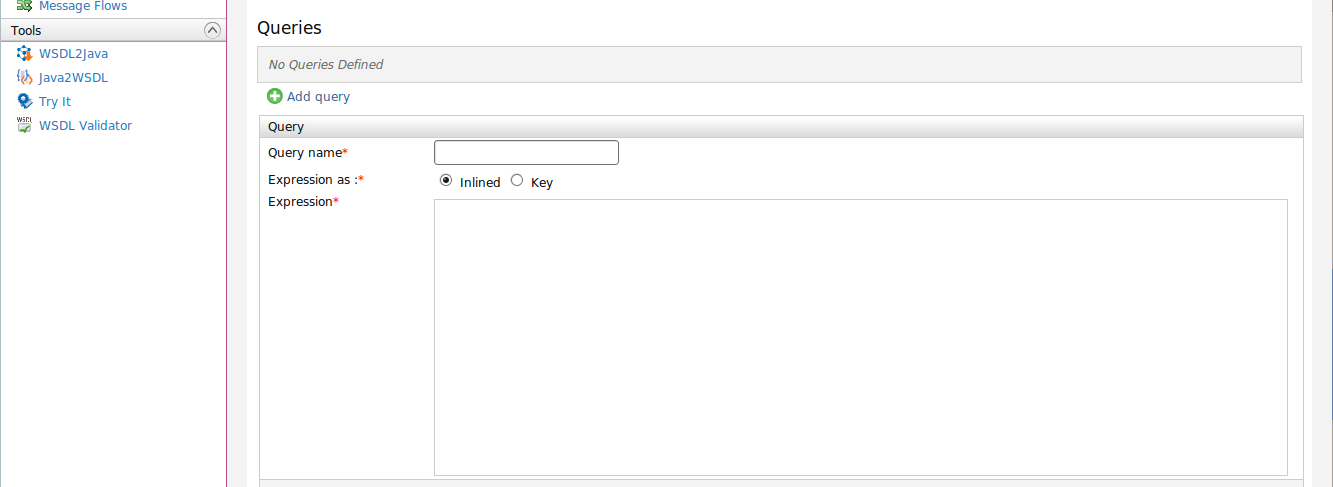 Message Flows
Tools
WSDL2Java
Java2WSDL
Try It
WSDL Validator
Queries
No Queries Defined
Add query
Query
Query name*
Expression as :* Inlined Key
Expression*